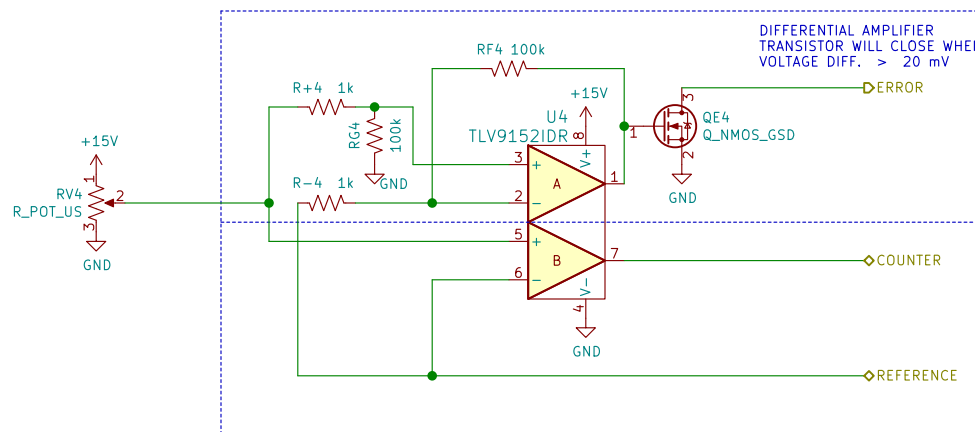 DIFFERENTIAL AMPLIFIER
TRANSISTOR WILL CLOSE WHEN
VOLTAGE DIFF. > 20 mV
RF4 100k
ERROR
R+4 1k
+15V
3
QE4
Q_NMOS_GSD
1
2
GND
U4
TLV9152IDR
8
V+
RG4
100k
GND
+15V
1
RV4
R_POT_US
2
3
GND
R-4 1k
3
+
A
1
2
-
5
+
B
7
6
-
V-
4
GND
COUNTER
REFERENCE